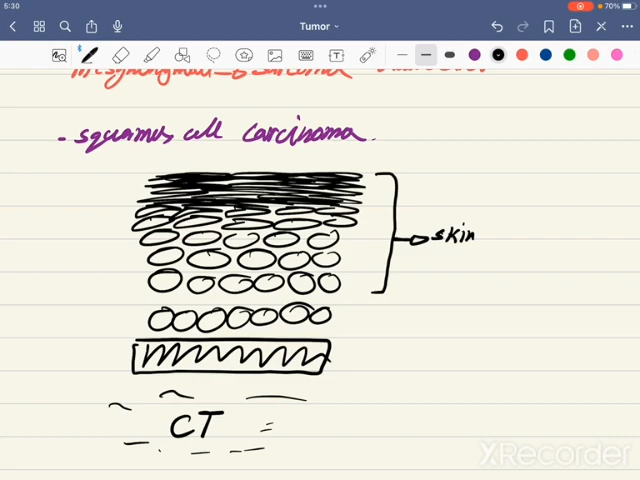 5:30
70%
Tumor
- squamus cell carcinoma.
skin
CT
XRecorder